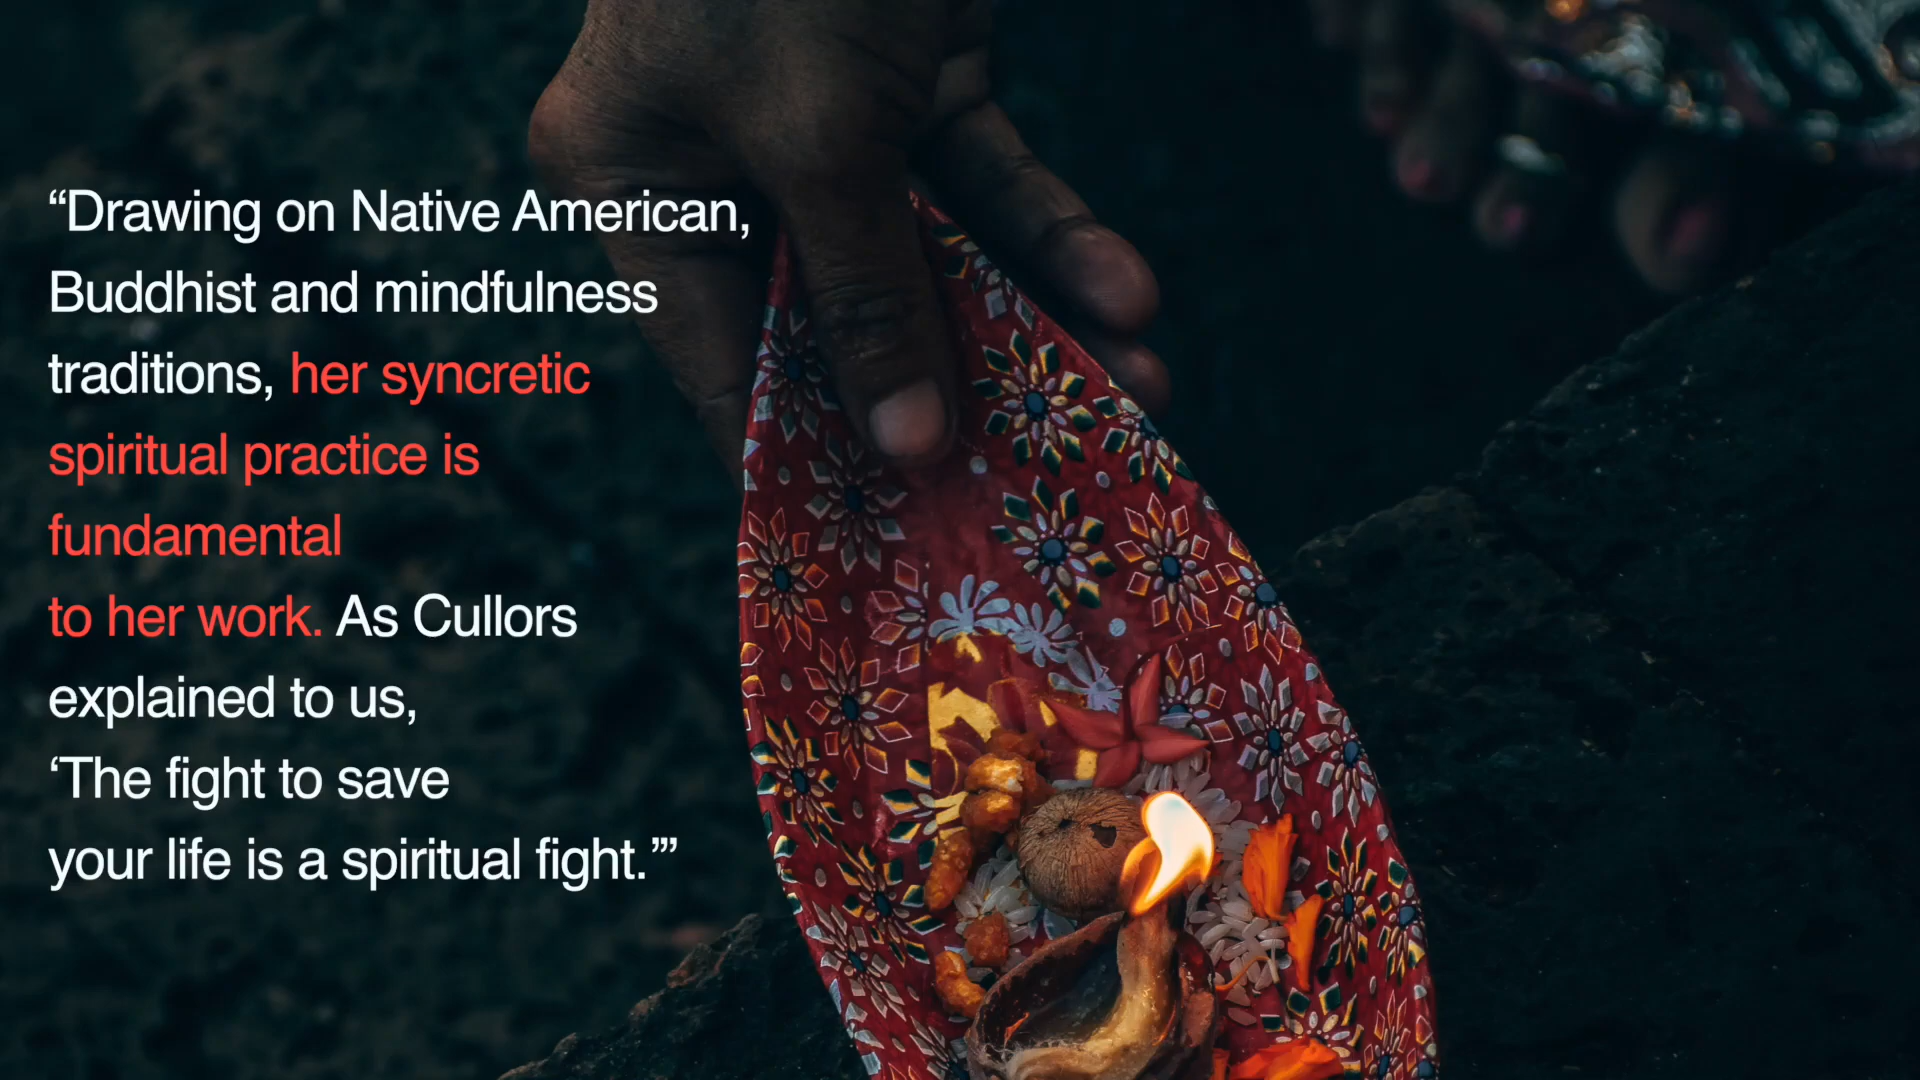 “Drawing on Native American,
Buddhist and mindfulness
traditions, her syncretic
spiritual practice is
fundamental
to her work. As Cullors
explained to us,
‘The fight to save
your life is a spiritual fight.’”